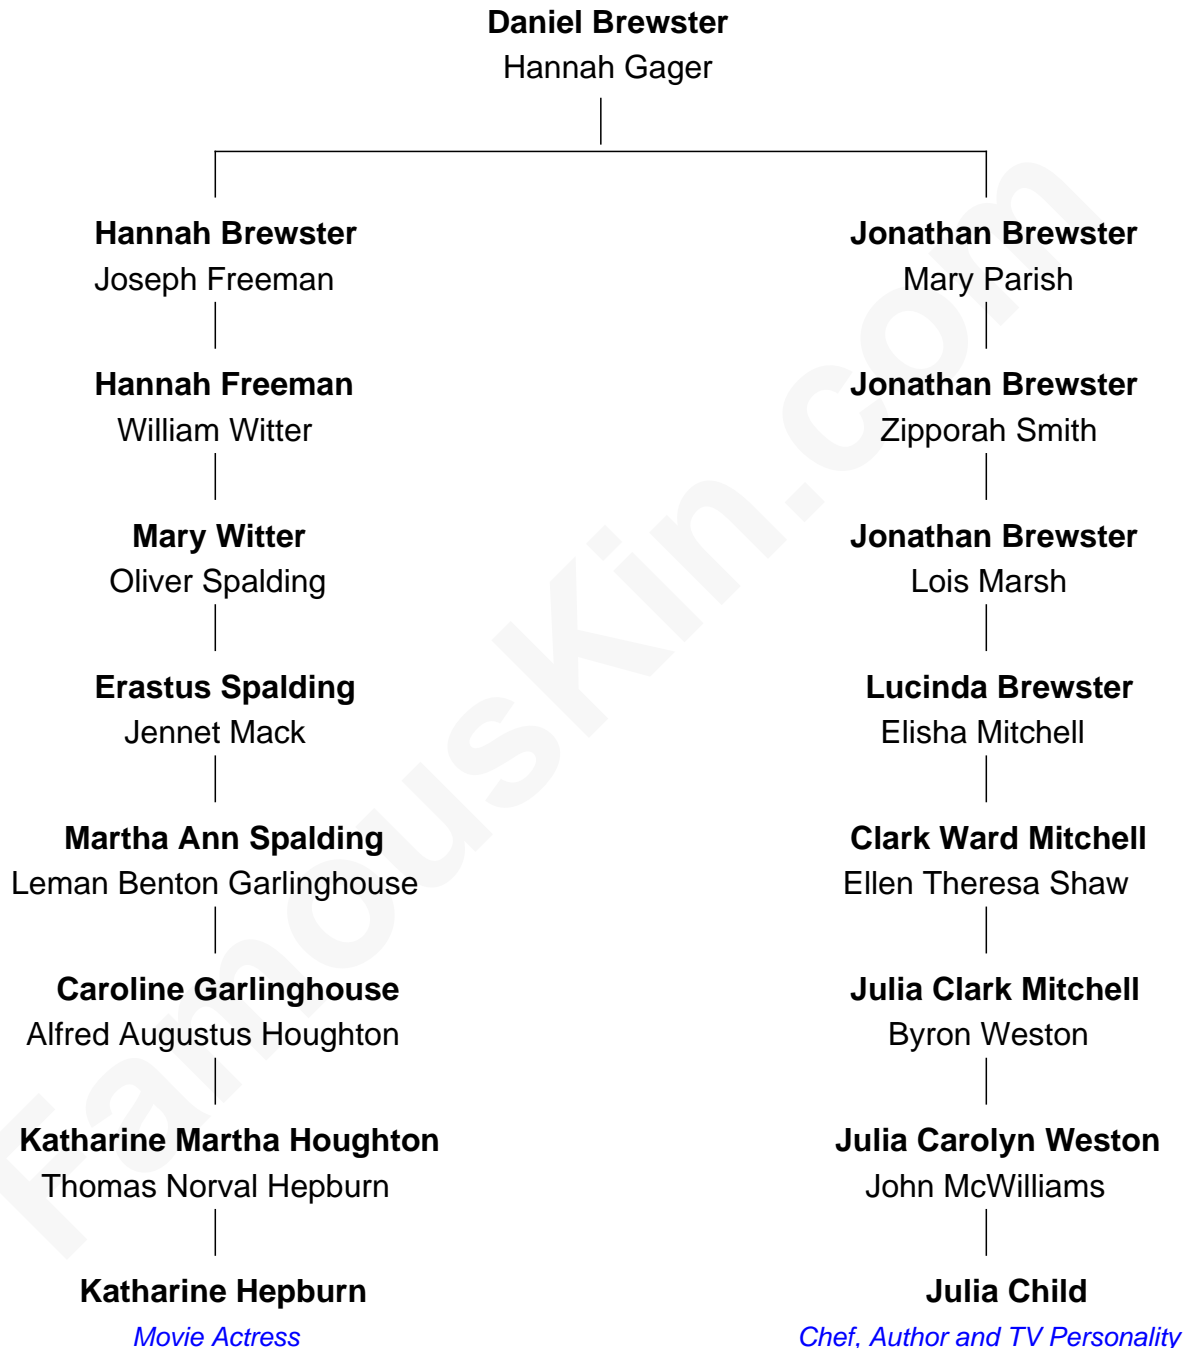 Daniel Brewster
Hannah Gager
Hannah Brewster
Joseph Freeman
Jonathan Brewster
Mary Parish
Hannah Freeman
William Witter
Jonathan Brewster
Zipporah Smith
Mary Witter
Oliver Spalding
Jonathan Brewster
Lois Marsh
Erastus Spalding
Jennet Mack
Lucinda Brewster
Elisha Mitchell
Martha Ann Spalding
Leman Benton Garlinghouse
Clark Ward Mitchell
Ellen Theresa Shaw
Caroline Garlinghouse
Alfred Augustus Houghton
Julia Clark Mitchell
Byron Weston
Katharine Martha Houghton
Thomas Norval Hepburn
Julia Carolyn Weston
John McWilliams
Katharine Hepburn
Movie Actress
Julia Child
Chef, Author and TV Personality
FamousKin.com